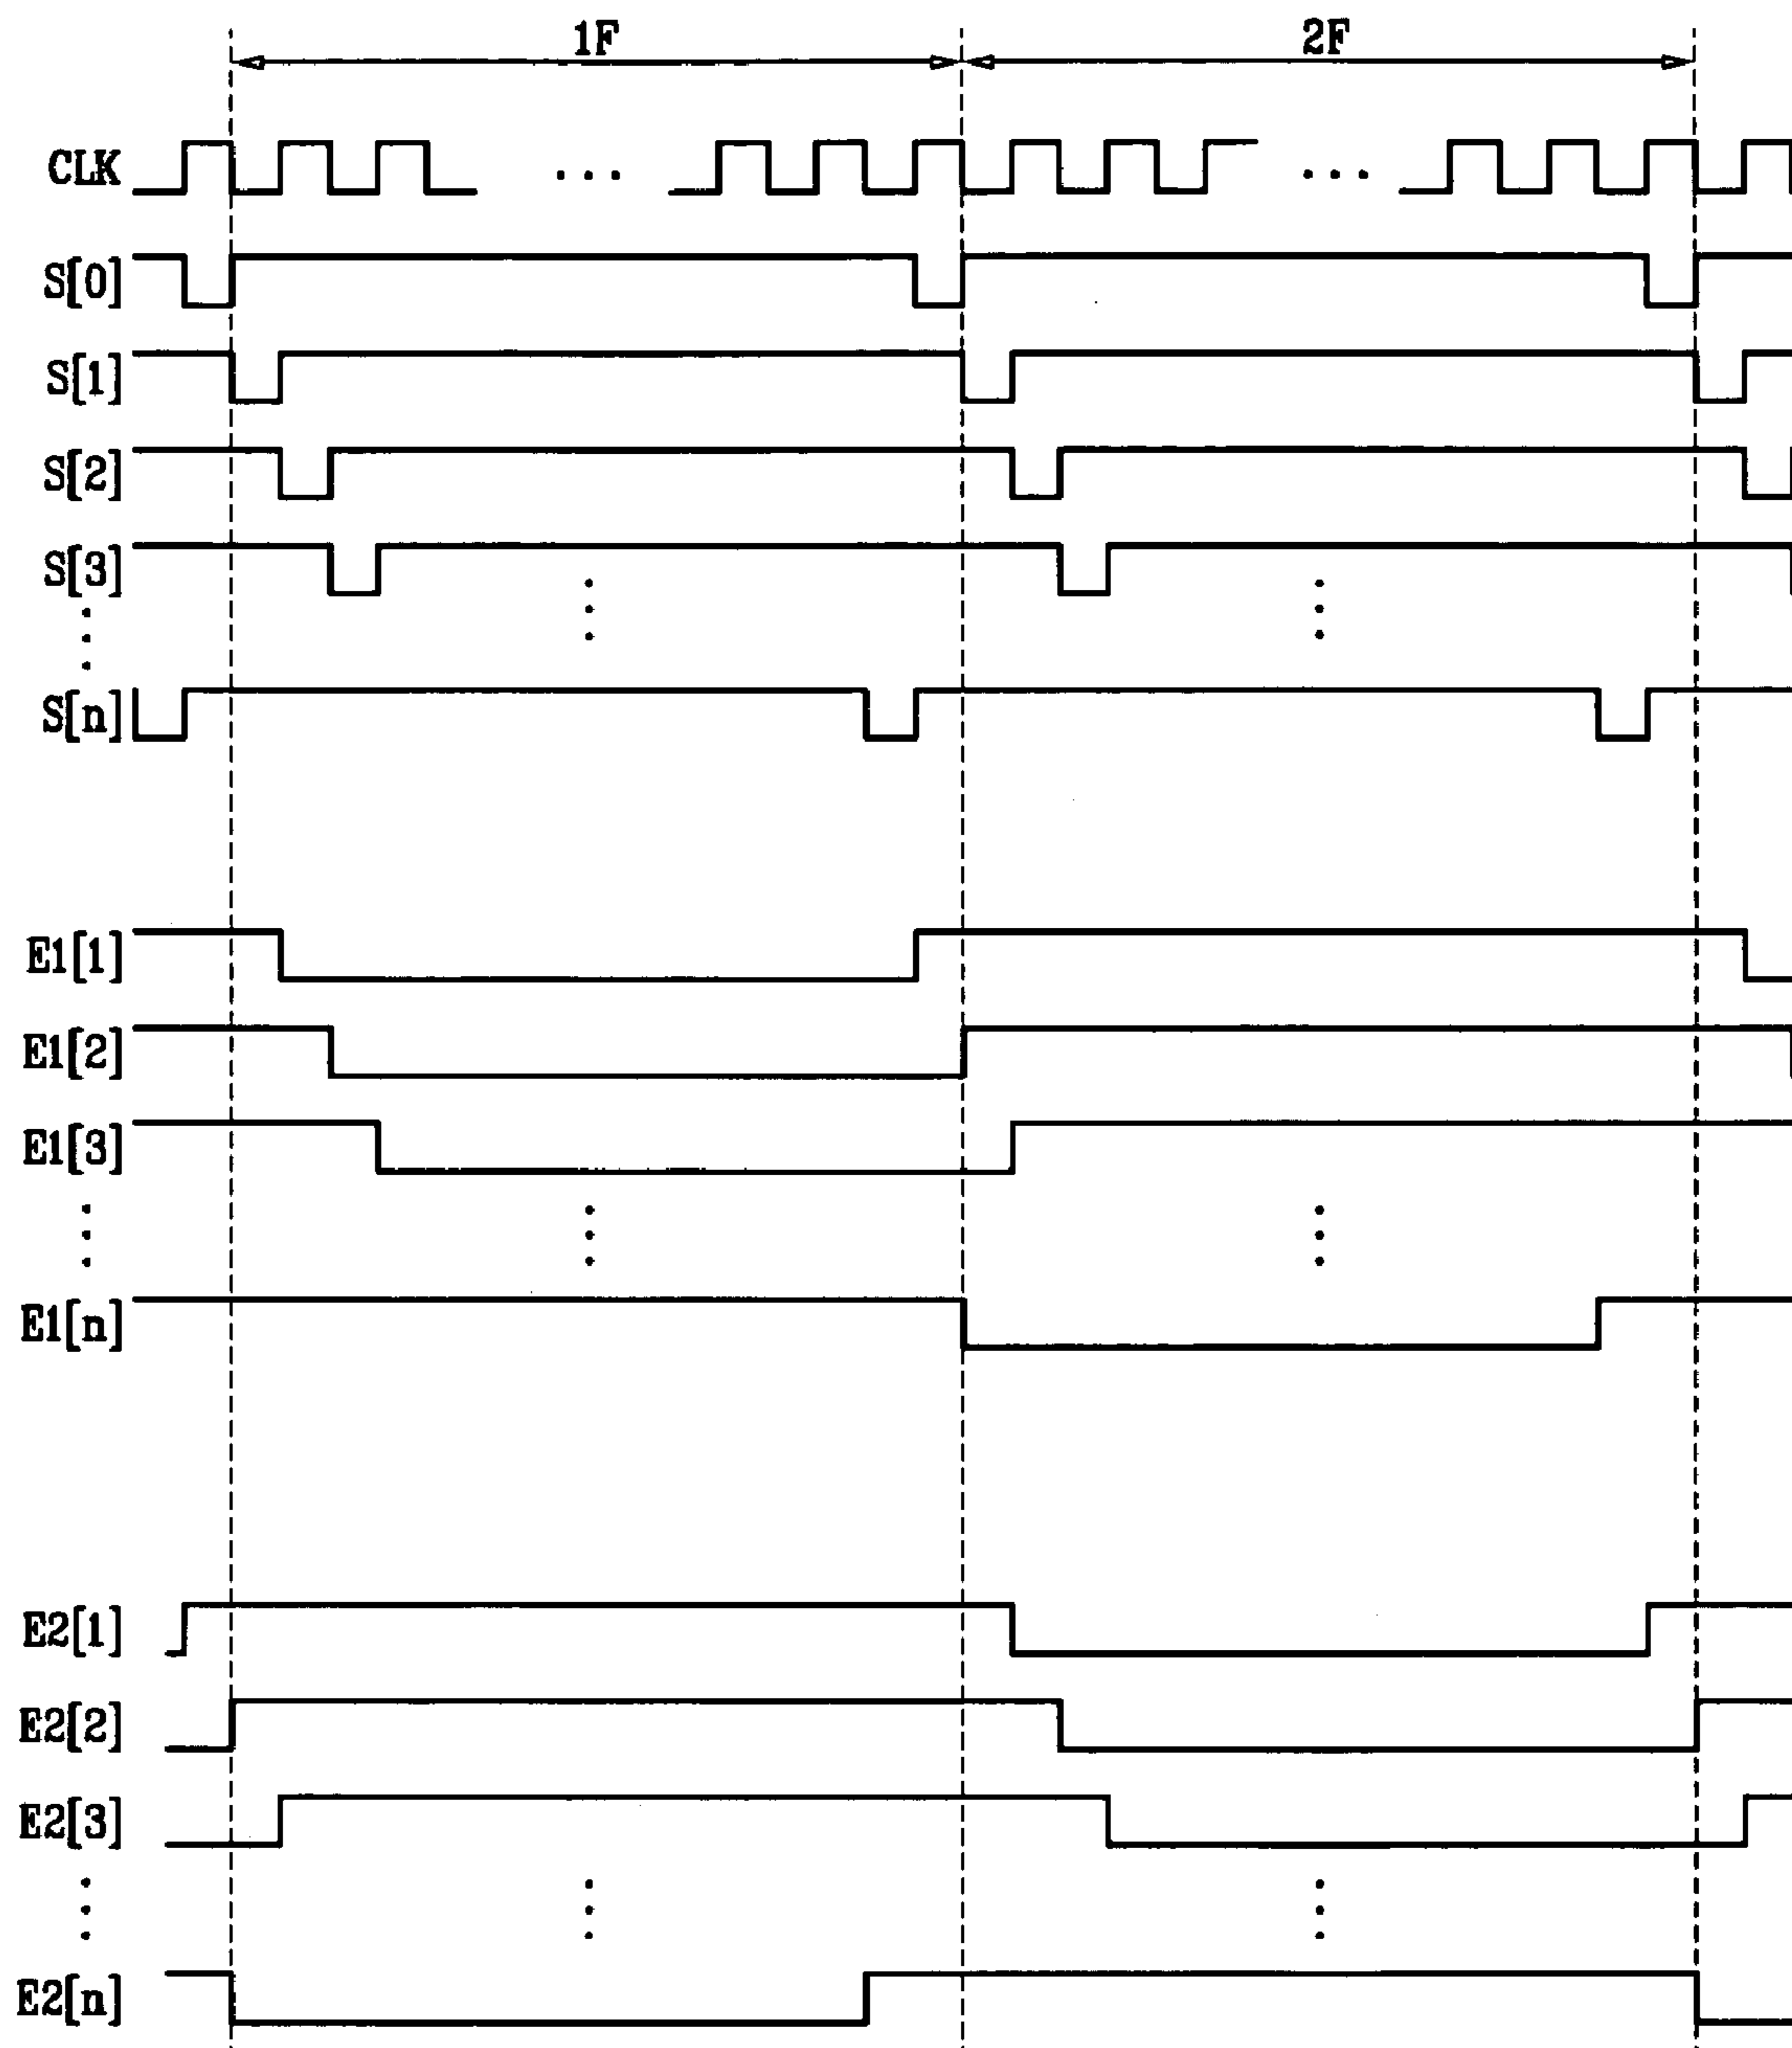 1F 2F
CLK
S[0]
S[1]
S[2]
S[3]
S[n]
E1[1]
E1[2]
E1[3]
E1[n]
E2[1]
E2[2]
E2[3]
E2[n]